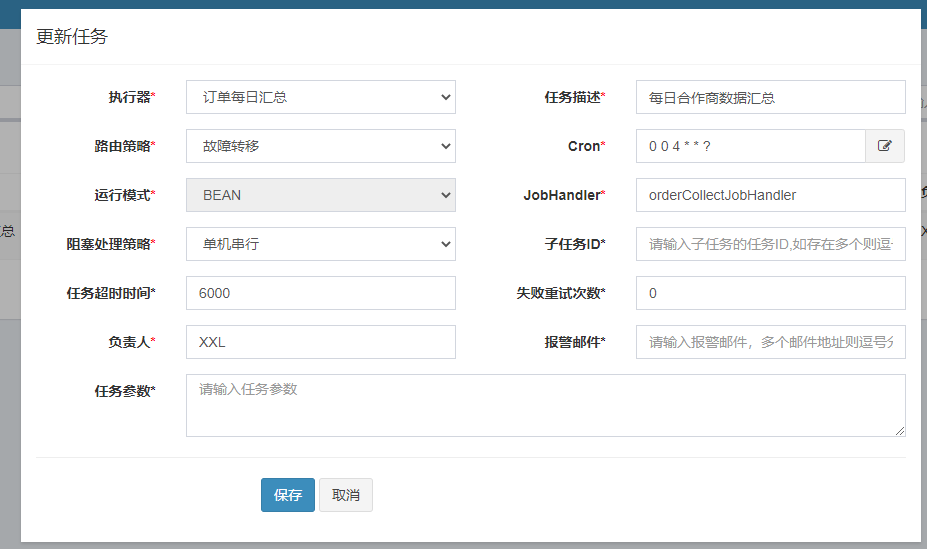 更新任务
执行器* 订单每日汇总 任务描述* 每日合作商数据汇总
路由策略* 故障转移 Cron* 0 0 4 * * ?
运行模式* BEAN JobHandler* orderCollectJobHandler
总
阻塞处理策略* 单机串行 子任务ID* 请输入子任务的任务ID,如存在多个则逗
任务超时时间* 6000 失败重试次数* 0
负责人* XXL 报警邮件* 请输入报警邮件，多个邮件地址则逗号分
任务参数* 请输入任务参数
保存 取消